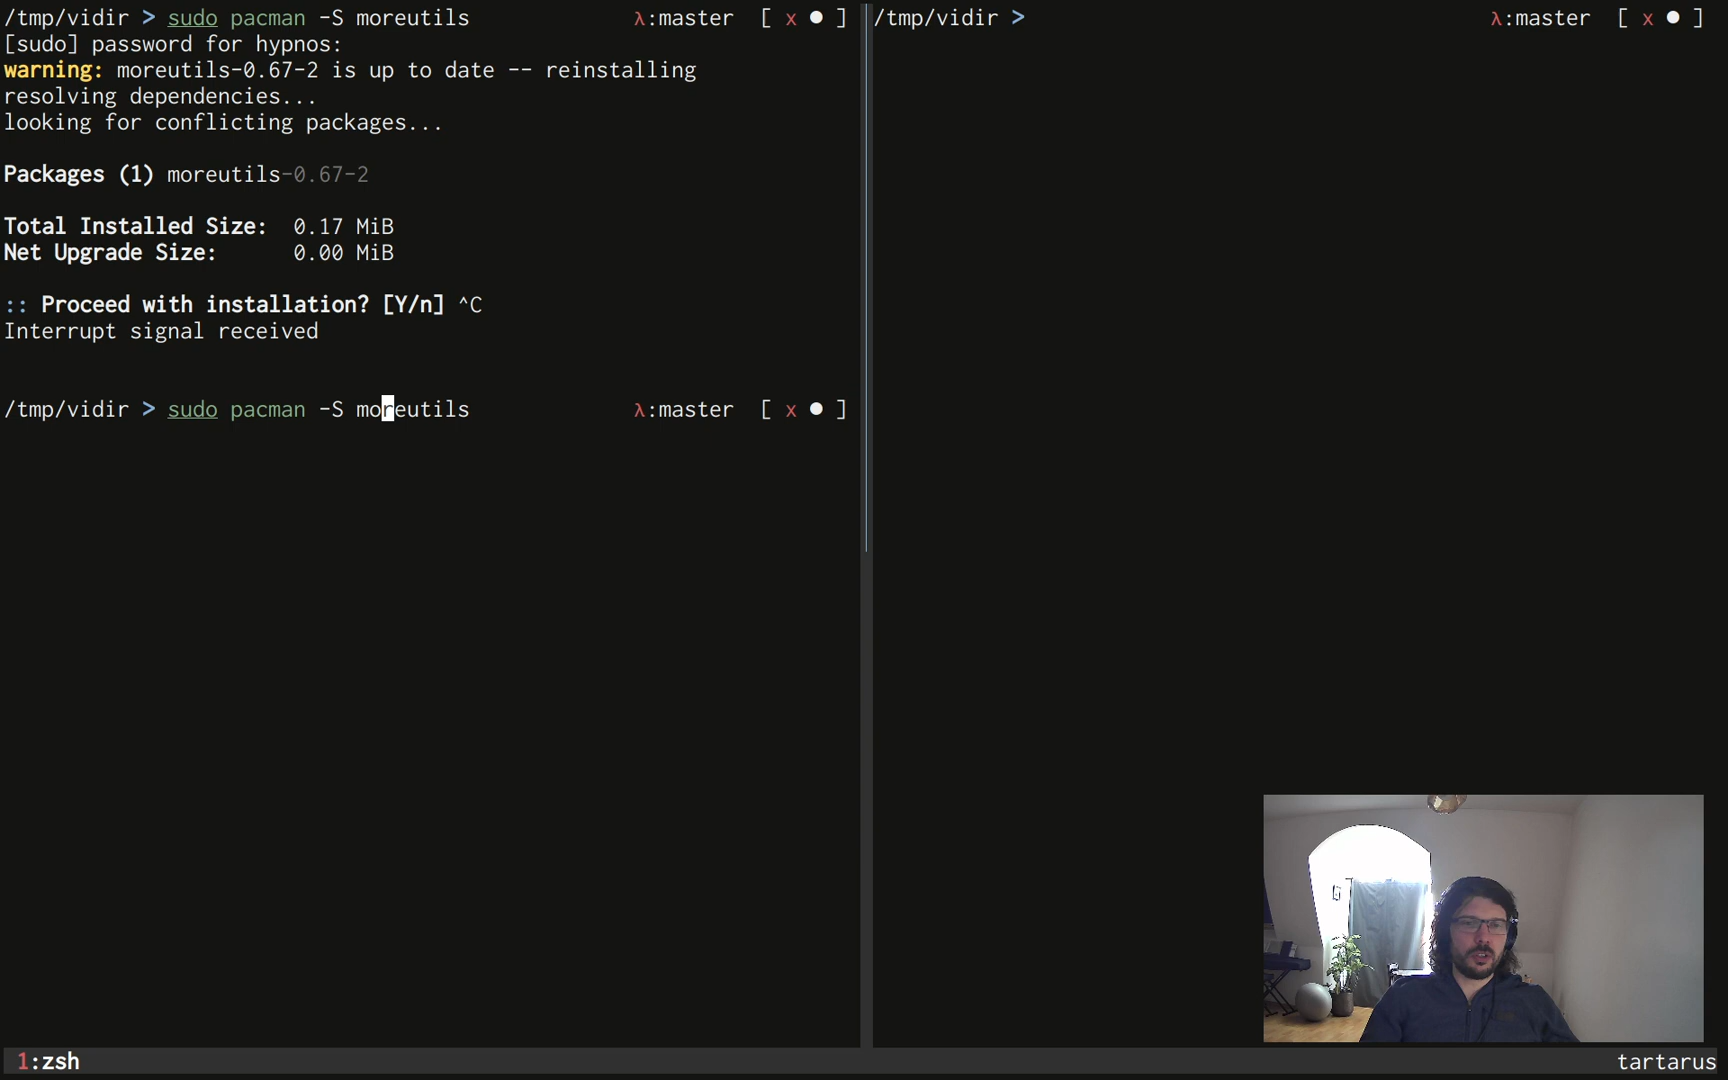 /tmp/vidir > sudo pacman -S moreutils λ:master [ x ● ]
[sudo] password for hypnos:
warning: moreutils-0.67-2 is up to date -- reinstalling
resolving dependencies...
looking for conflicting packages...
Packages (1) moreutils-0.67-2
Total Installed Size: 0.17 MiB
Net Upgrade Size: 0.00 MiB
:: Proceed with installation? [Y/n] ^C
Interrupt signal received
/tmp/vidir > sudo pacman -S moreutils λ:master [ x ● ]
/tmp/vidir > λ:master [ x ● ]
1:zsh
tartarus